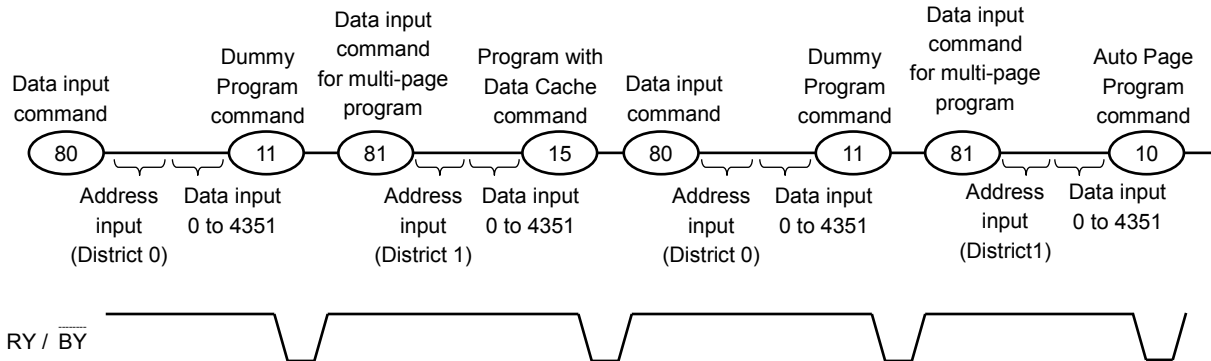 Data input
command
Dummy
Program
command
Data input
command
for multi-page
program
Program with
Data Cache
command
Data input
command
Dummy
Program
command
Data input
command
for multi-page
program
Auto Page
Program
command
80
11
81
15
80
11
81
10
Address
input
(District 0)
Data input
0 to 4351
Address
input
(District 1)
Data input
0 to 4351
Address
input
(District 0)
Data input
0 to 4351
Address
input
(District1)
Data input
0 to 4351
RY / BY